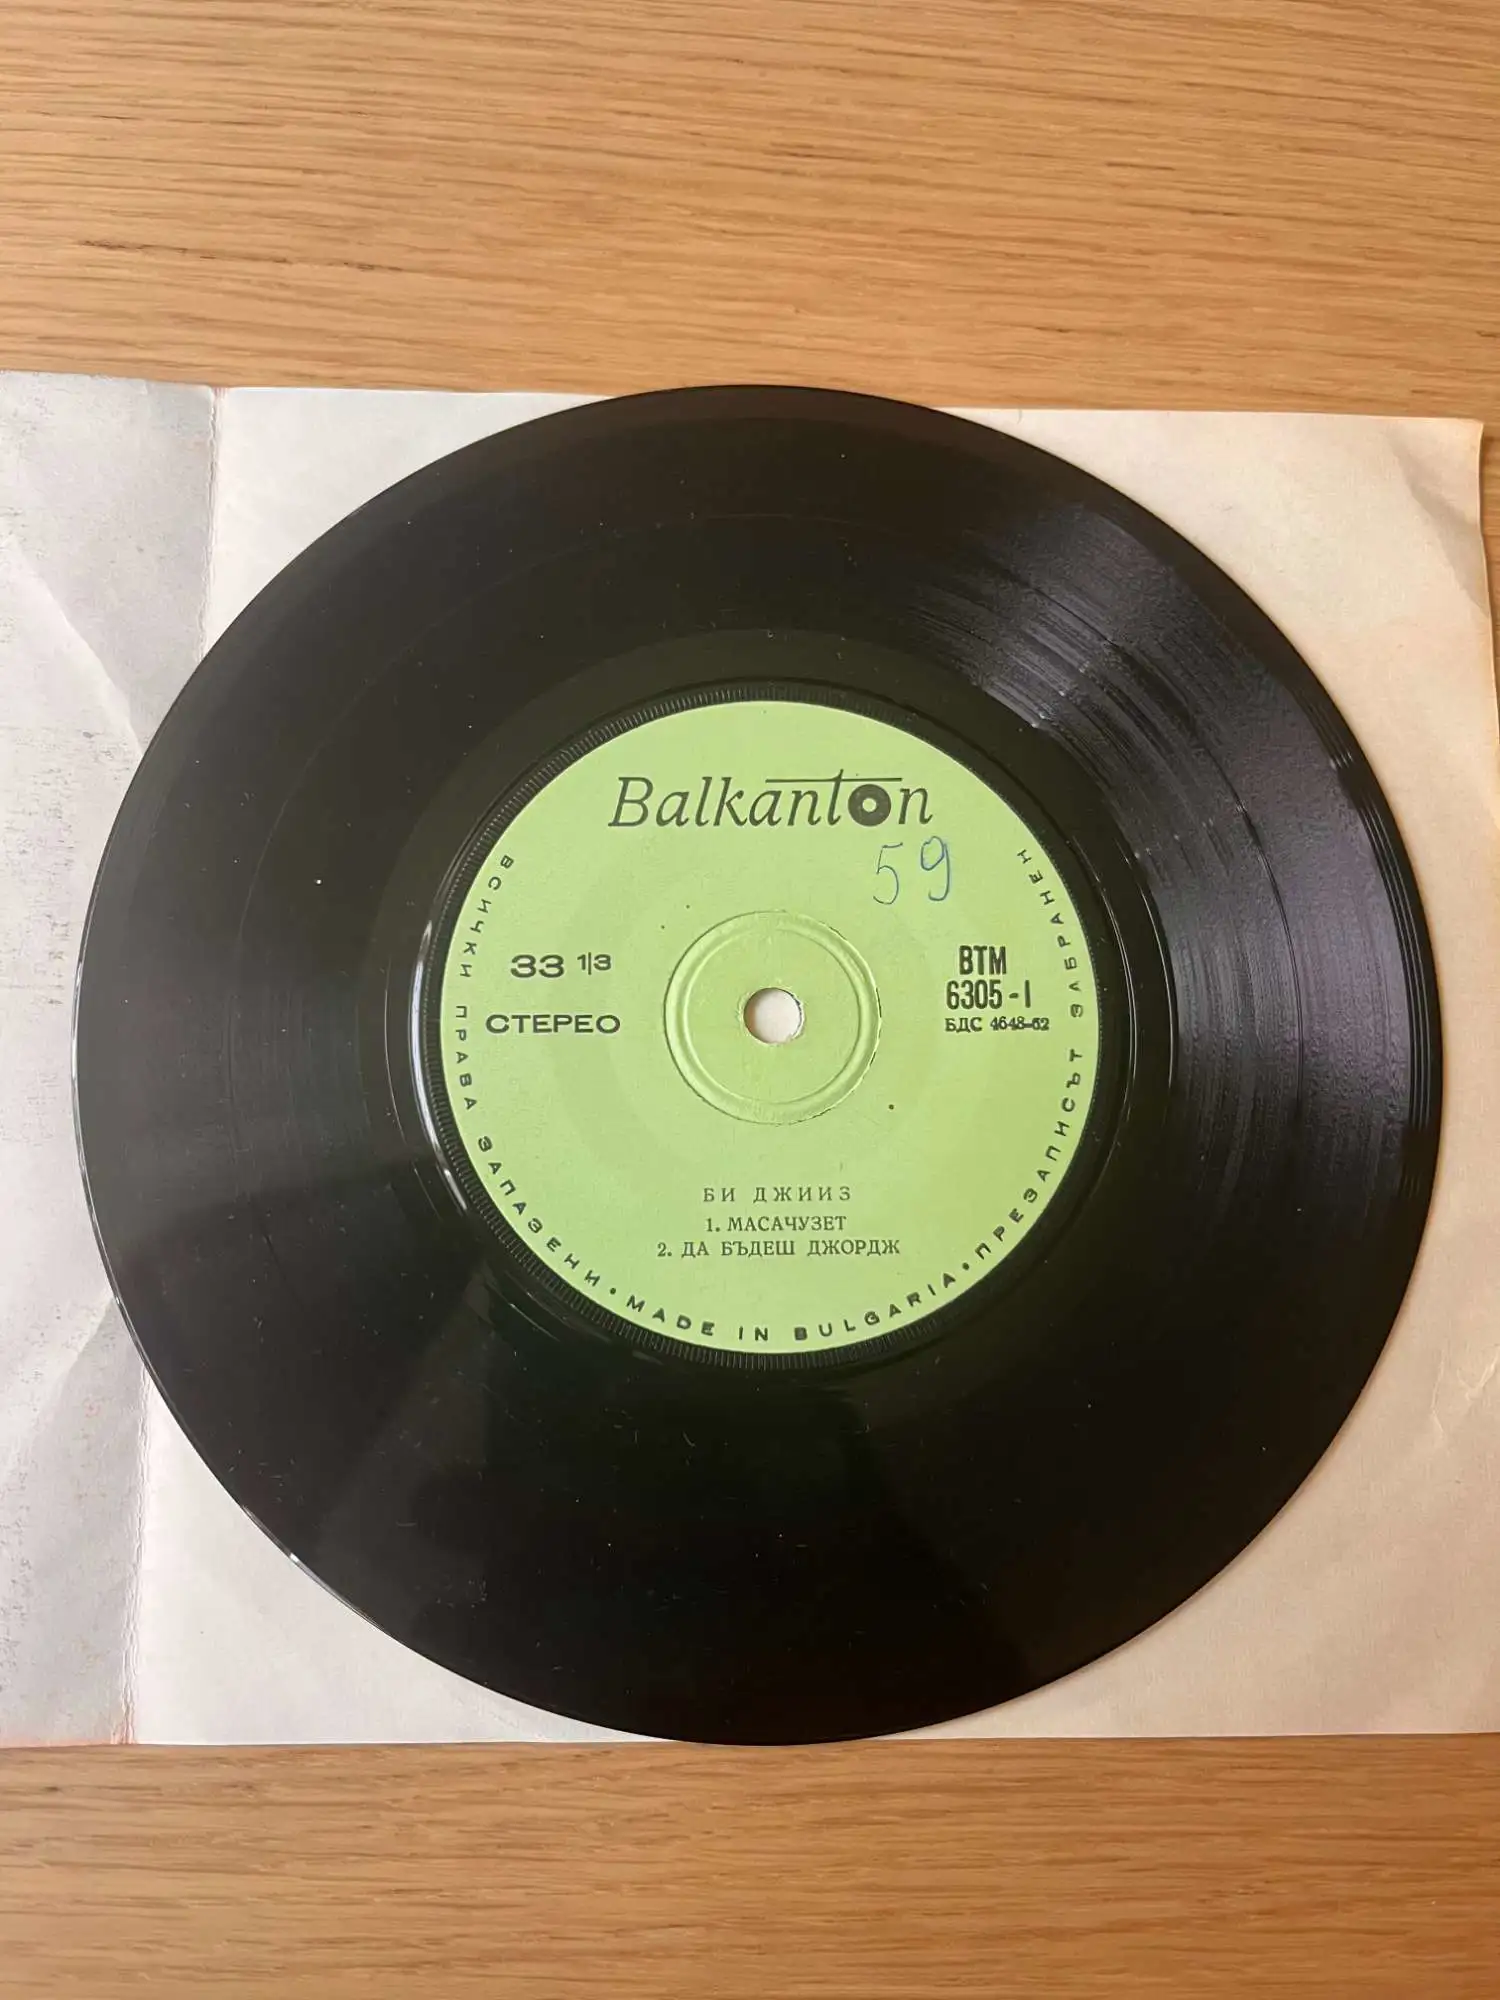 Balkanton
59
33 1|3
СТЕРЕО
ВТМ
6305-I
БДС 4648-62
БИ ДЖИИЗ
1. МАСАЧУЗЕТ
2. ДА БЪДЕШ ДЖОРДЖ
ВСИЧКИ ПРАВА ЗАПАЗЕНИ • MADE IN BULGARIA • ПРЕЗАПИСЪТ ЗАБРАНЕН